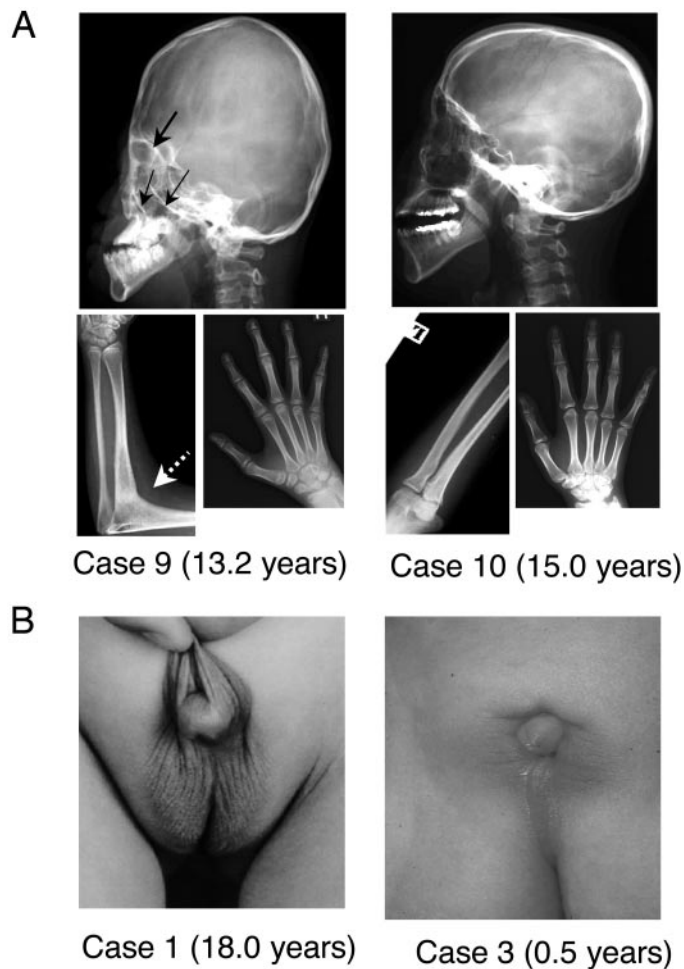 A
Case 9 (13.2 years)
Case 10 (15.0 years)
B
Case 1 (18.0 years)
Case 3 (0.5 years)